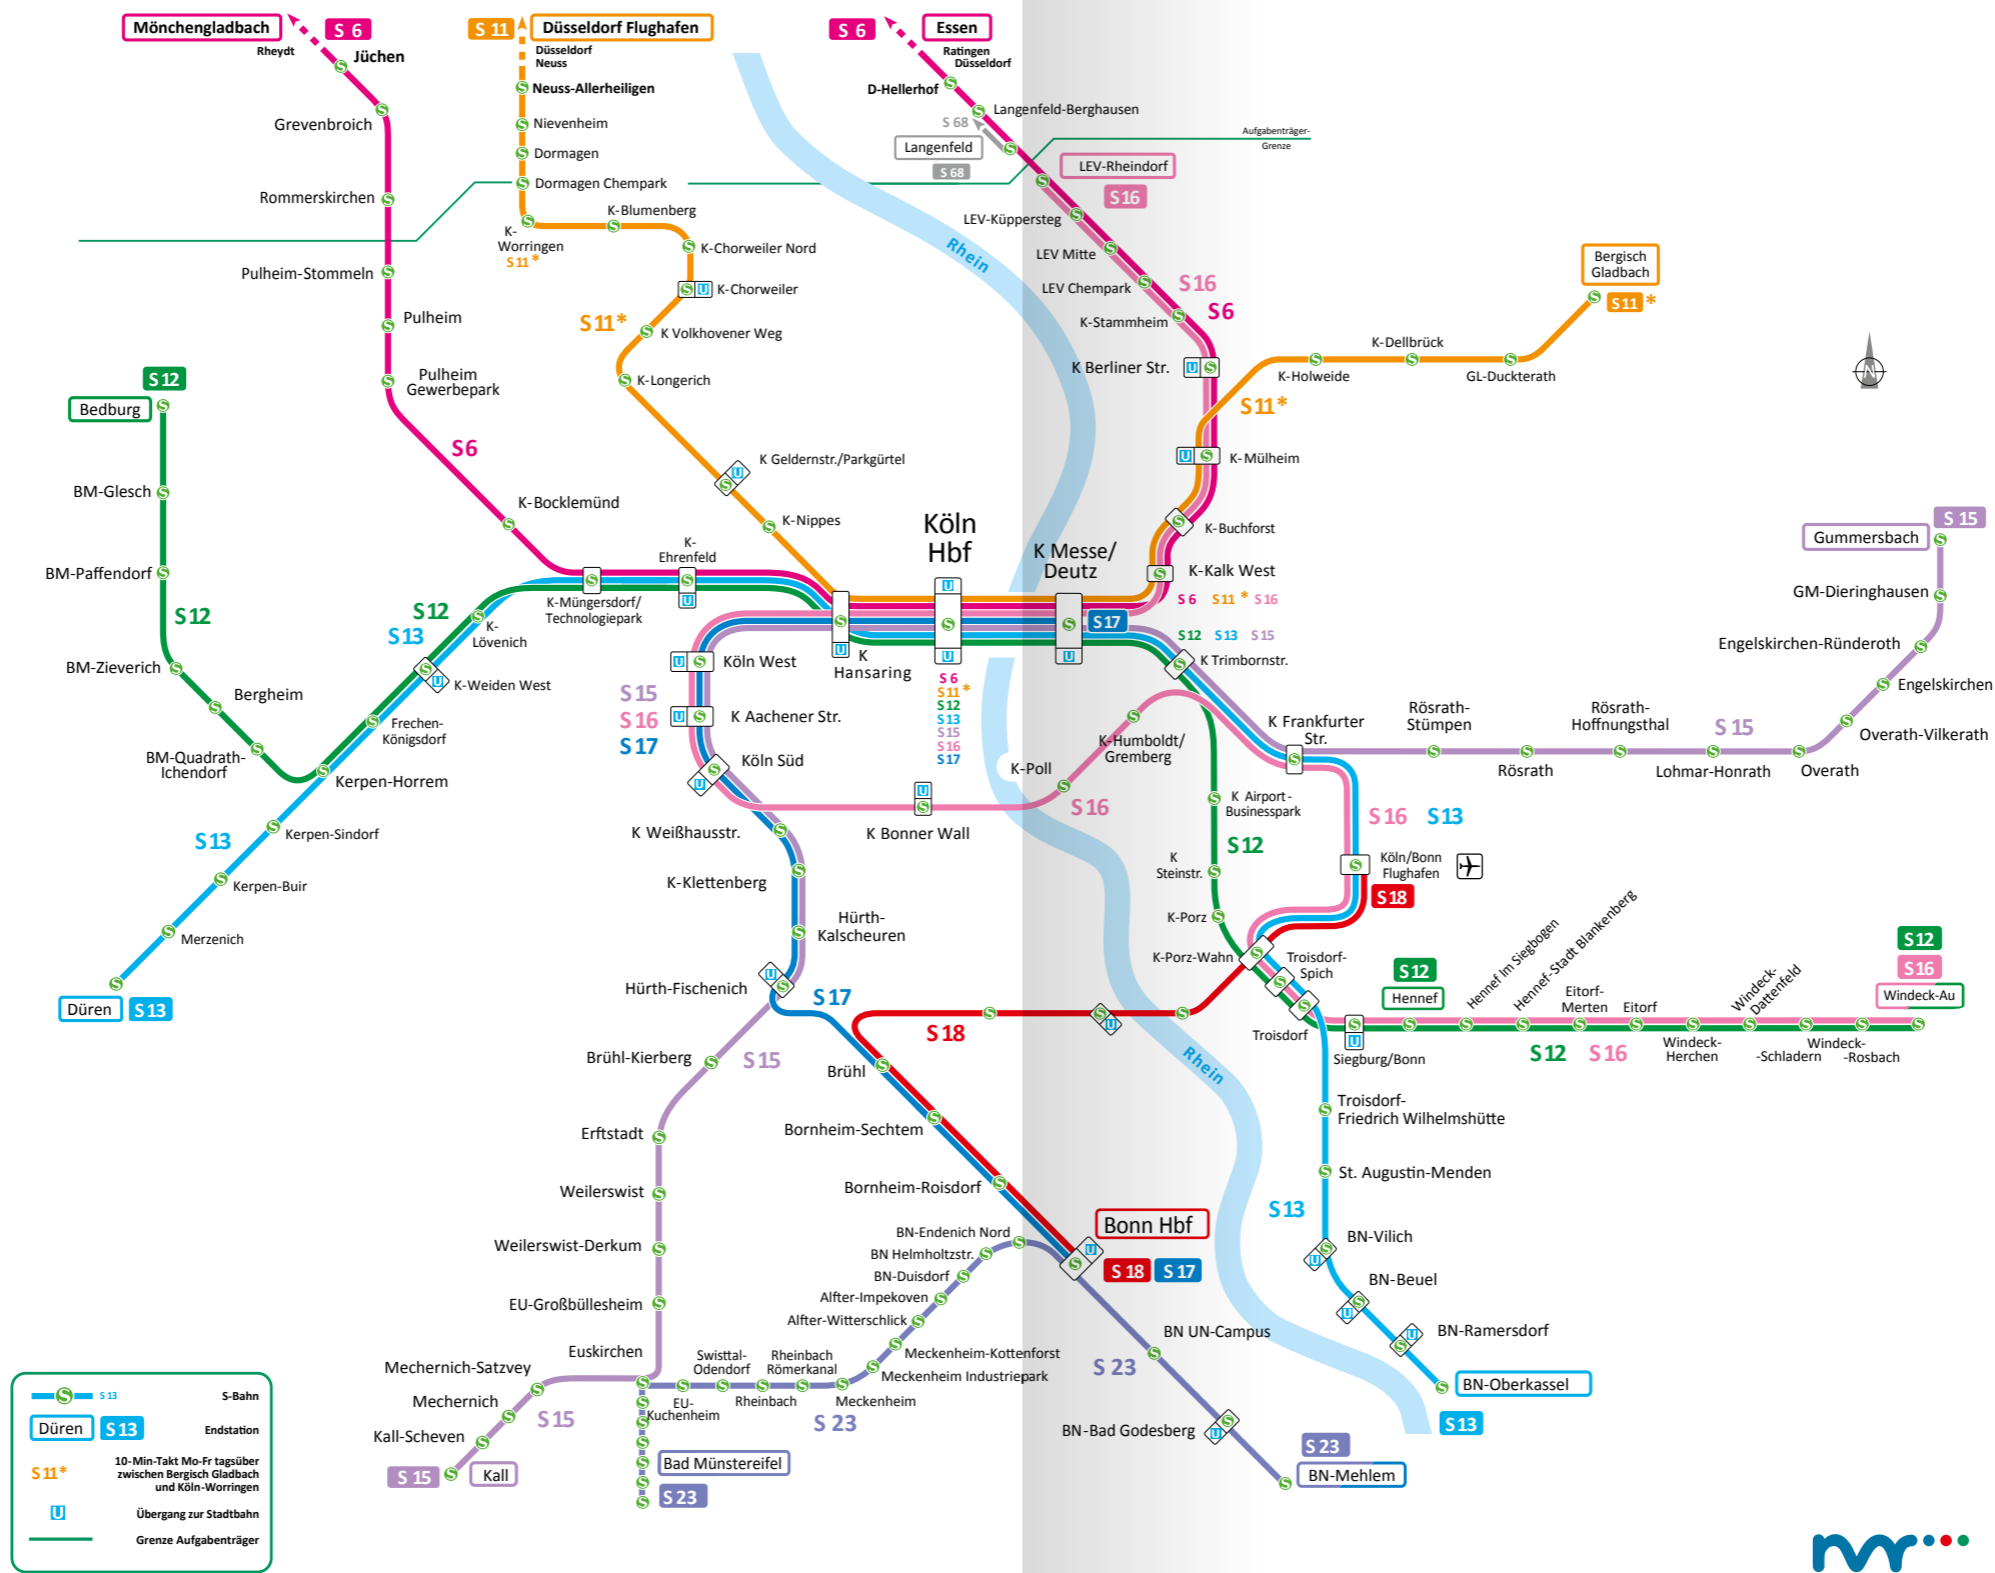 Mönchengladbach
S 6
Rheydt
Jüchen
Grevenbroich
Rommerskirchen
Pulheim-Stommeln
Pulheim
Pulheim
Gewerbepark
S6
K-Bocklemünd
S 11
Düsseldorf Flughafen
Düsseldorf
Neuss
Neuss-Allerheiligen
Nievenheim
Dormagen
Dormagen Chempark
K-Blumenberg
K-
Worringen
S11*
K-Chorweiler Nord
U
K-Chorweiler
S11*
K Volkhovener Weg
K-Longerich
K Geldernstr./Parkgürtel
U
K-Nippes
S 6
Essen
Ratingen
Düsseldorf
D-Hellerhof
Langenfeld-Berghausen
S 68
Langenfeld
S 68
Aufgabenträger-
Grenze
LEV-Rheindorf
S16
LEV-Küppersteg
LEV Mitte
LEV Chempark
S16
S6
K-Stammheim
K Berliner Str.
U
Rhein
Bergisch
Gladbach
S11 *
K-Dellbrück
K-Holweide
GL-Duckterath
S11*
U
K-Mülheim
K-Buchforst
K-Kalk West
S 6 S11* S16
N
S12
Bedburg
BM-Glesch
BM-Paffendorf
S12
BM-Zieverich
Bergheim
BM-Quadrath-
Ichendorf
S12
S13
K-
Lövenich
K-Weiden West
U
Frechen-
Königsdorf
Kerpen-Horrem
S13
Kerpen-Sindorf
Kerpen-Buir
Merzenich
Düren
S13
K-
Ehrenfeld
U
K-Müngersdorf/
Technologiepark
Köln
Hbf
U
U
K Messe/
Deutz
S17
U
K
Hansaring
U
S 6
S11*
S12
S13
S15
S16
S17
S12 S13 S15
K Trimbornstr.
U
Köln West
S15
S16
S17
U
K Aachener Str.
Köln Süd
U
K Weißhausstr.
U
K Bonner Wall
K-Poll
K-Humboldt/
Gremberg
S16
K-Klettenberg
Hürth-
Kalscheuren
U
Hürth-Fischenich
S17
K Frankfurter
Str.
Rösrath-
Stümpen
Rösrath
Rösrath-
Hoffnungsthal
Lohmar-Honrath
S15
Overath
Overath-Vilkerath
Engelskirchen
Engelskirchen-Ründeroth
GM-Dieringhausen
Gummersbach
S 15
K Airport-
Businesspark
S12
K
Steinstr.
K-Porz
K-Porz-Wahn
S16 S13
Köln/Bonn
Flughafen
S18
Troisdorf-
Spich
Troisdorf
U
Siegburg/Bonn
S12
Hennef
Hennef Im Siegbogen
Hennef-Stadt Blankenberg
Eitorf-
Merten
Eitorf
Windeck-
Herchen
Windeck-
Dattenfeld
-Schladern
Windeck-
-Rosbach
S12
S16
Windeck-Au
S12 S16
S18
U
Rhein
Brühl-Kierberg
S15
Brühl
Erftstadt
Bornheim-Sechtem
Weilerswist
Bornheim-Roisdorf
Weilerswist-Derkum
EU-Großbüllesheim
Euskirchen
Bonn Hbf
U
S18 S17
BN-Endenich Nord
BN Helmholtzstr.
BN-Duisdorf
Alfter-Impekoven
Alfter-Witterschlick
Meckenheim-Kottenforst
Meckenheim Industriepark
Meckenheim
Rheinbach
Römerkanal
Rheinbach
Swisttal-
Odendorf
EU-
Kuchenheim
S 23
Bad Münstereifel
S23
Mechernich-Satzvey
Mechernich
S15
Kall-Scheven
S 15
Kall
Troisdorf-
Friedrich Wilhelmshütte
St. Augustin-Menden
S13
BN-Vilich
U
BN-Beuel
U
BN-Ramersdorf
U
BN-Oberkassel
S13
BN UN-Campus
S 23
BN-Bad Godesberg
U
S 23
BN-Mehlem
S 13
S-Bahn
Düren
S13
Endstation
S11*
10-Min-Takt Mo-Fr tagsüber
zwischen Bergisch Gladbach
und Köln-Worringen
U
Übergang zur Stadtbahn
Grenze Aufgabenträger
nvr